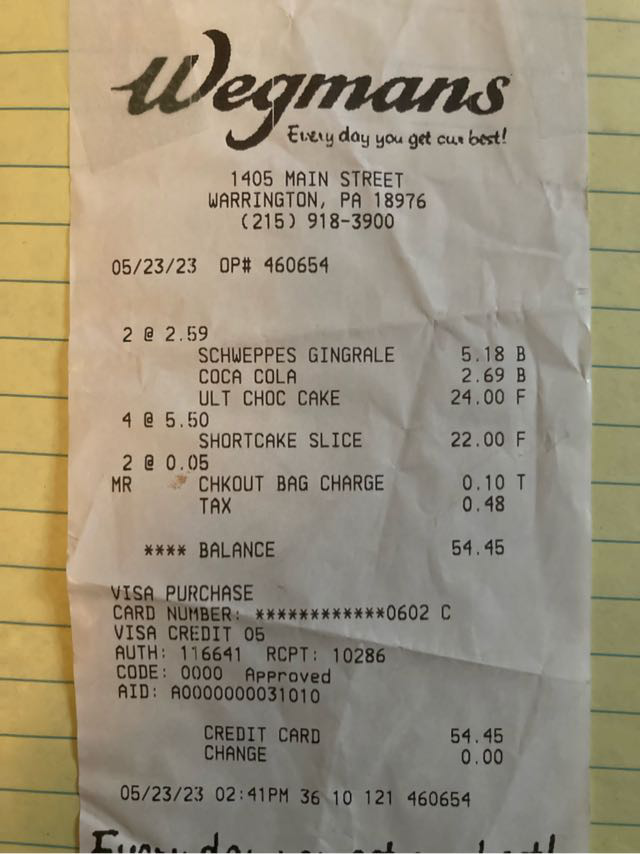 Wegmans
Every day you get our best!
1405 MAIN STREET
WARRINGTON, PA 18976
(215) 918-3900
05/23/23 OP# 460654
2 @ 2.59
SCHWEPPES GINGRALE 5.18 B
COCA COLA 2.69 B
ULT CHOC CAKE 24.00 F
4 @ 5.50
SHORTCAKE SLICE 22.00 F
2 @ 0.05
MR CHKOUT BAG CHARGE 0.10 T
TAX 0.48
**** BALANCE 54.45
VISA PURCHASE
CARD NUMBER: ************0602 C
VISA CREDIT 05
AUTH: 116641 RCPT: 10286
CODE: 0000 Approved
AID: A0000000031010
CREDIT CARD 54.45
CHANGE 0.00
05/23/23 02:41PM 36 10 121 460654